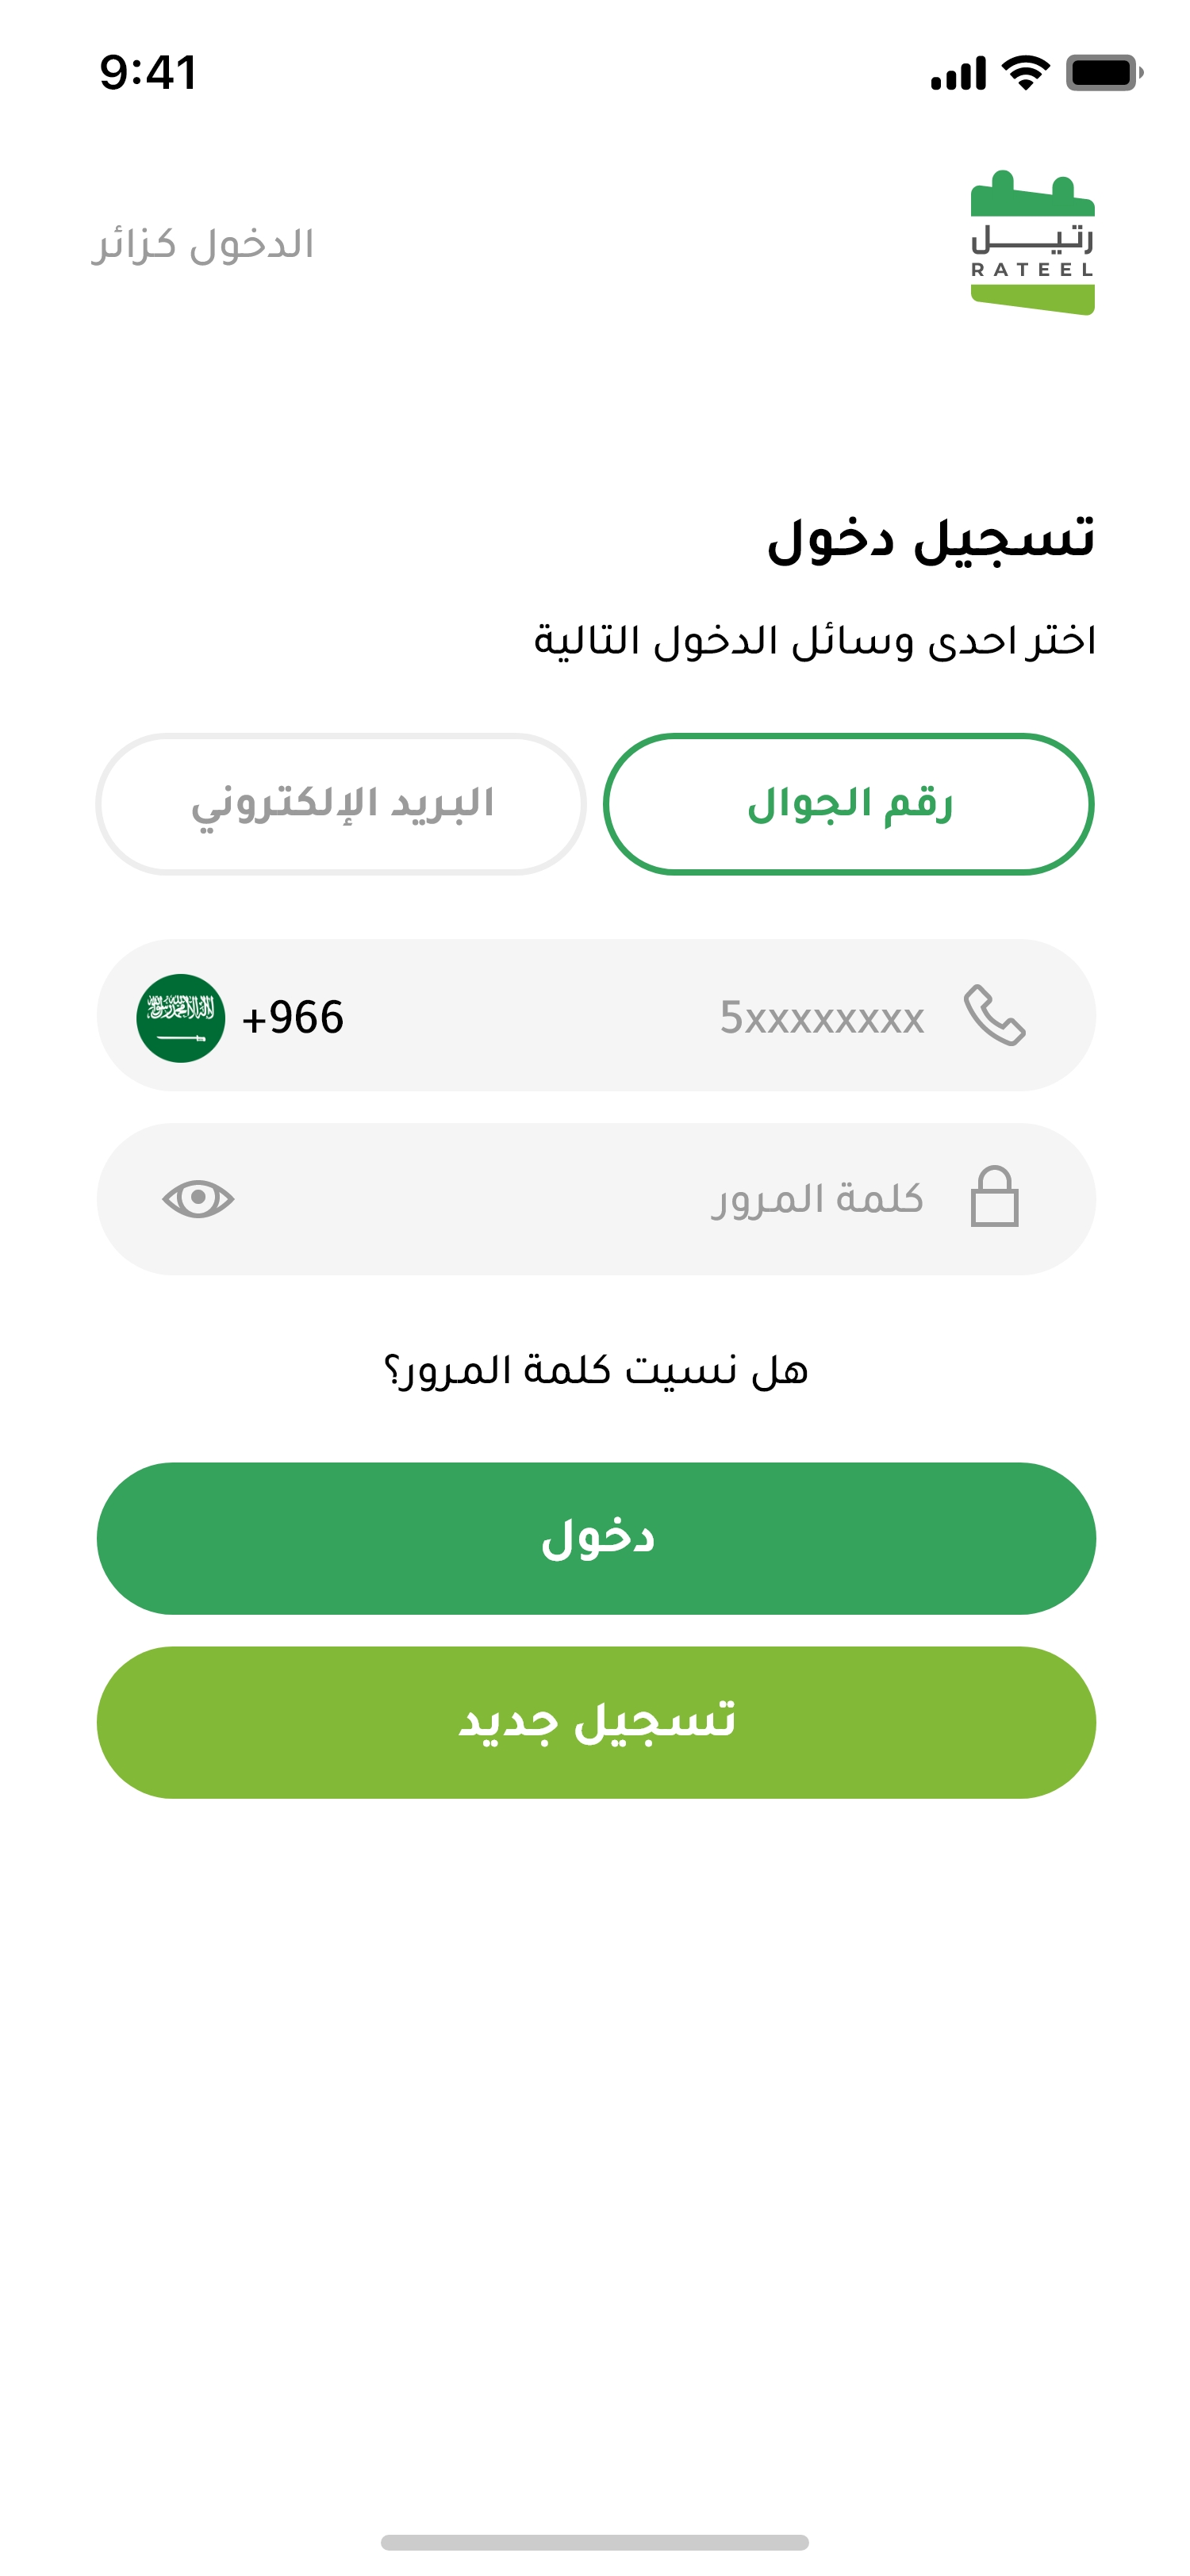 9:41
رتيل
RATEEL
الدخول كزائر
تسجيل دخول
اختر احدى وسائل الدخول التالية
رقم الجوال
البريد الإلكتروني
5xxxxxxxx
+966
كلمة المرور
هل نسيت كلمة المرور؟
دخول
تسجيل جديد